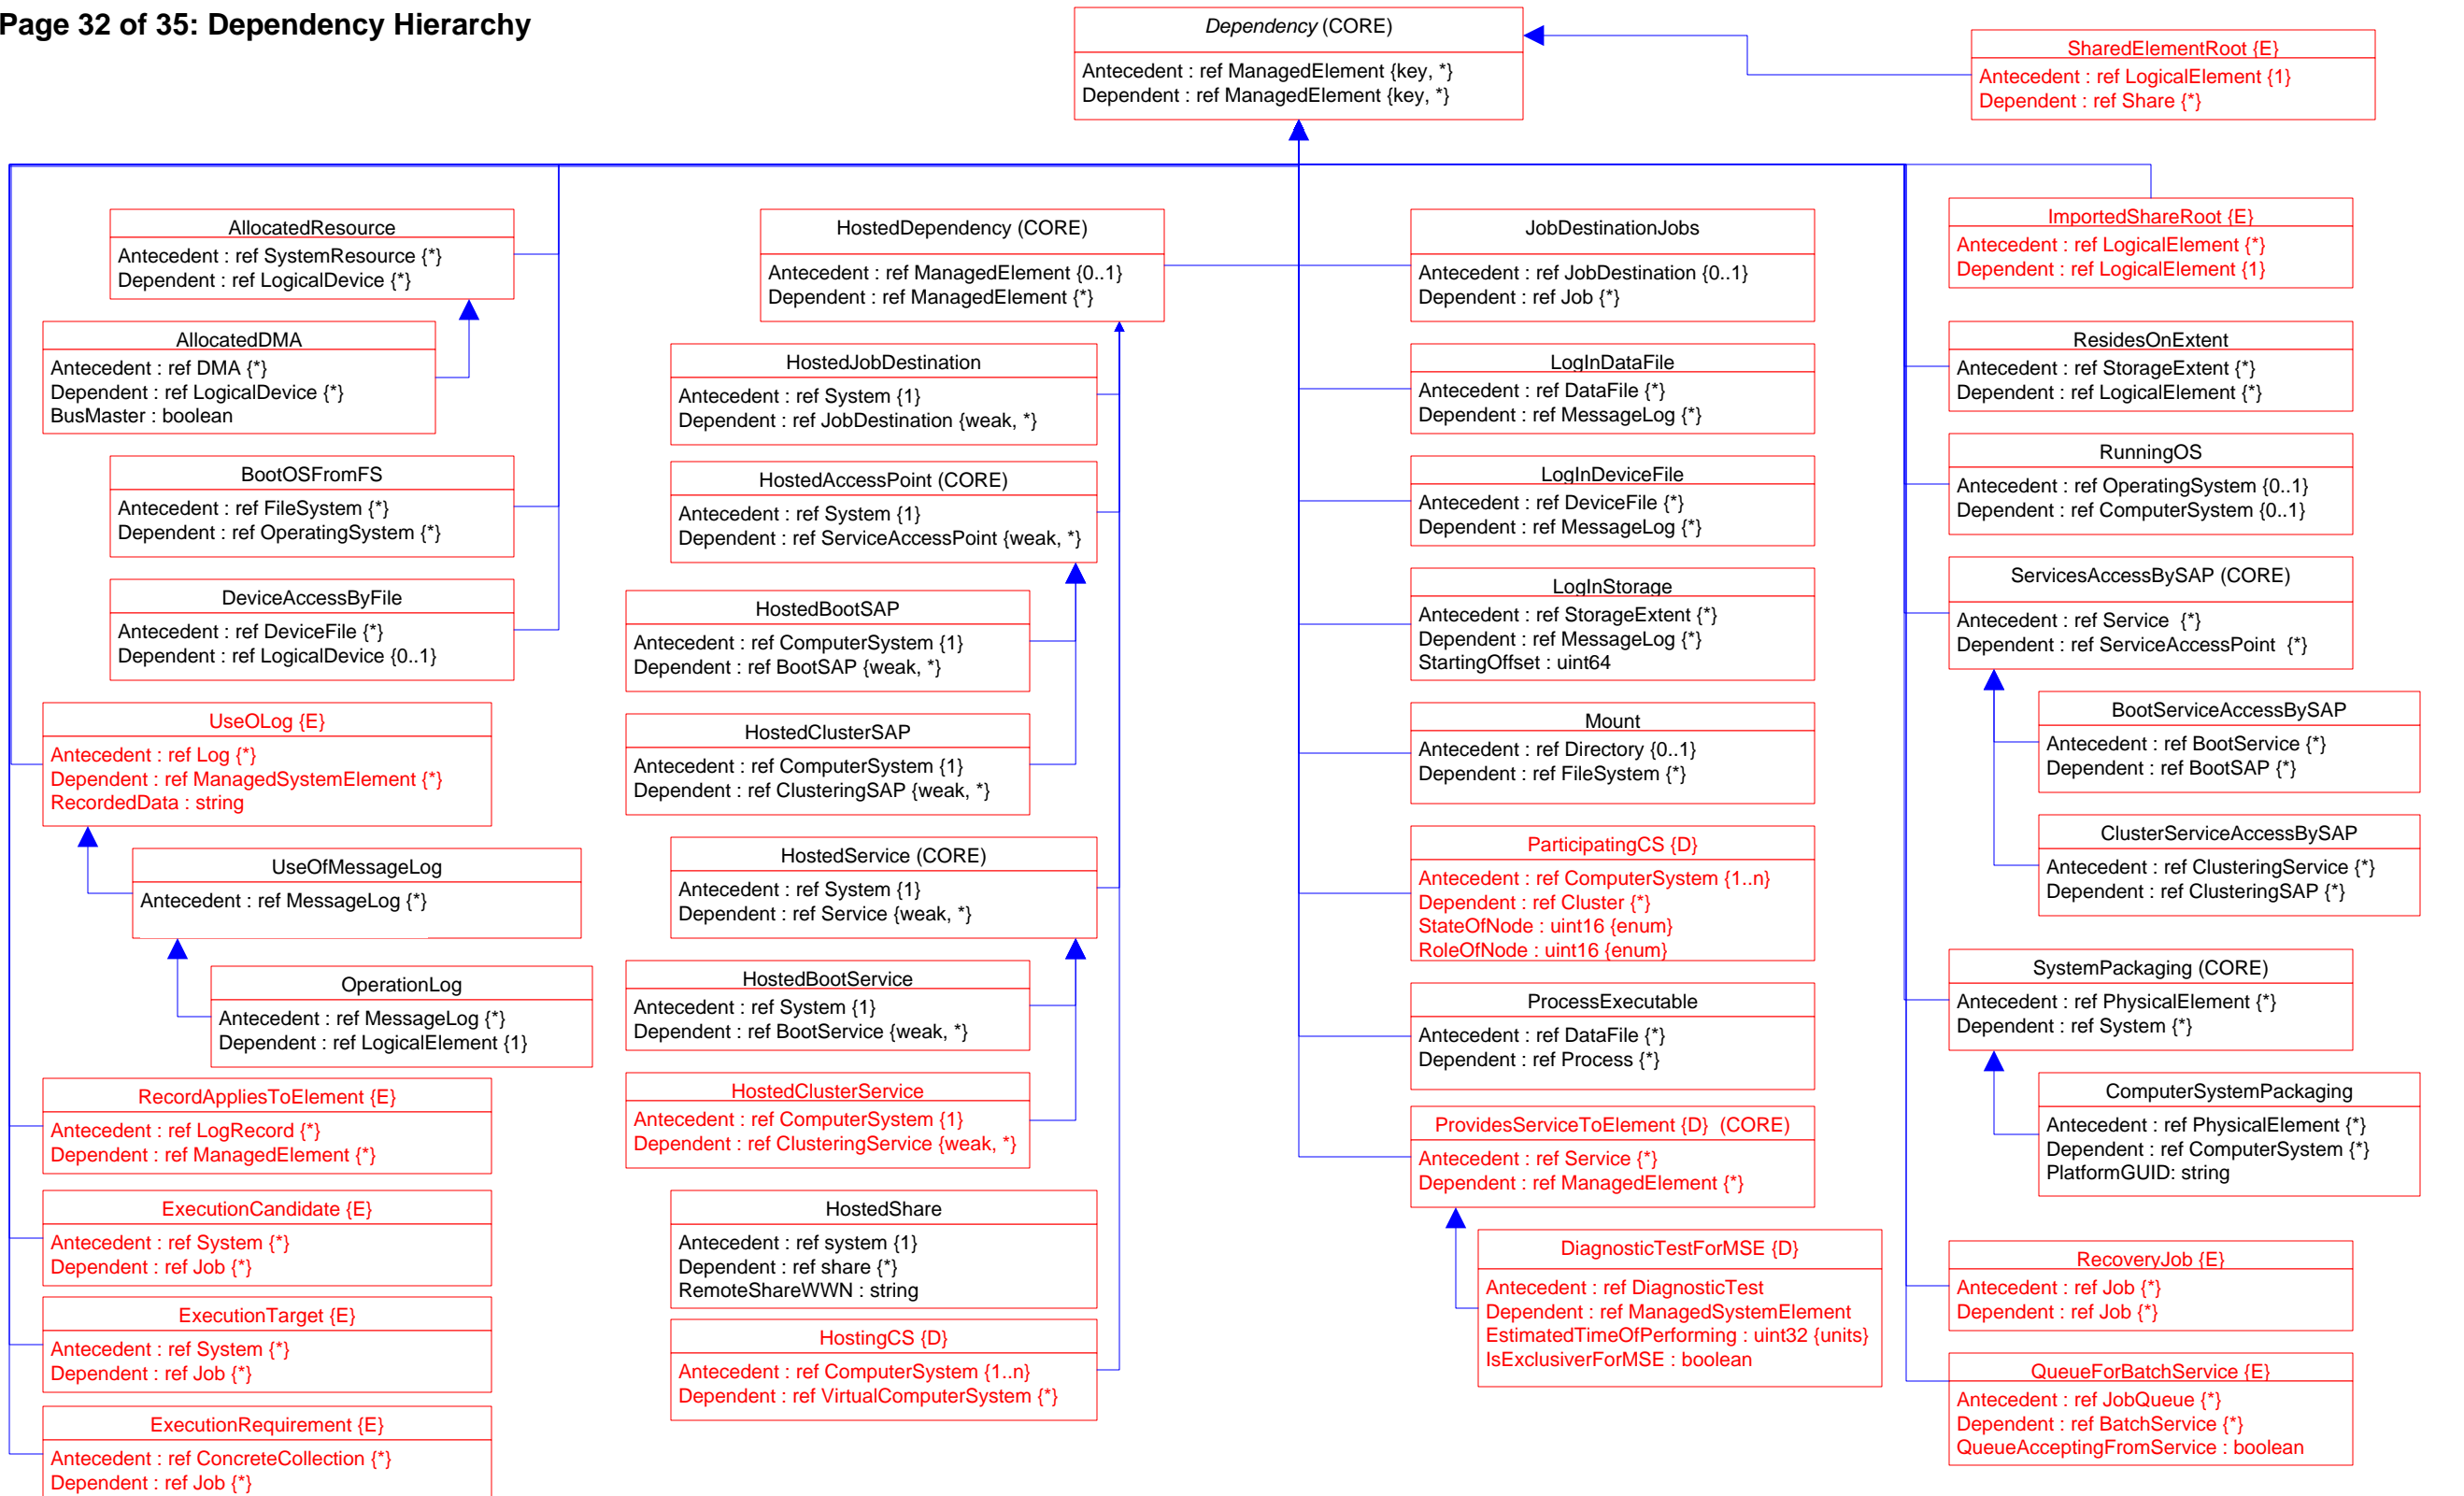 Page 32 of 35: Dependency Hierarchy
Dependency (CORE)
Antecedent : ref ManagedElement {key, *}
Dependent : ref ManagedElement {key, *}
SharedElementRoot {E}
Antecedent : ref LogicalElement {1}
Dependent : ref Share {*}
AllocatedResource
Antecedent : ref SystemResource {*}
Dependent : ref LogicalDevice {*}
AllocatedDMA
Antecedent : ref DMA {*}
Dependent : ref LogicalDevice {*}
BusMaster : boolean
BootOSFromFS
Antecedent : ref FileSystem {*}
Dependent : ref OperatingSystem {*}
DeviceAccessByFile
Antecedent : ref DeviceFile {*}
Dependent : ref LogicalDevice {0..1}
UseOLog {E}
Antecedent : ref Log {*}
Dependent : ref ManagedSystemElement {*}
RecordedData : string
UseOfMessageLog
Antecedent : ref MessageLog {*}
OperationLog
Antecedent : ref MessageLog {*}
Dependent : ref LogicalElement {1}
RecordAppliesToElement {E}
Antecedent : ref LogRecord {*}
Dependent : ref ManagedElement {*}
ExecutionCandidate {E}
Antecedent : ref System {*}
Dependent : ref Job {*}
ExecutionTarget {E}
Antecedent : ref System {*}
Dependent : ref Job {*}
ExecutionRequirement {E}
Antecedent : ref ConcreteCollection {*}
Dependent : ref Job {*}
HostedDependency (CORE)
Antecedent : ref ManagedElement {0..1}
Dependent : ref ManagedElement {*}
HostedJobDestination
Antecedent : ref System {1}
Dependent : ref JobDestination {weak, *}
HostedAccessPoint (CORE)
Antecedent : ref System {1}
Dependent : ref ServiceAccessPoint {weak, *}
HostedBootSAP
Antecedent : ref ComputerSystem {1}
Dependent : ref BootSAP {weak, *}
HostedClusterSAP
Antecedent : ref ComputerSystem {1}
Dependent : ref ClusteringSAP {weak, *}
HostedService (CORE)
Antecedent : ref System {1}
Dependent : ref Service {weak, *}
HostedBootService
Antecedent : ref System {1}
Dependent : ref BootService {weak, *}
HostedClusterService
Antecedent : ref ComputerSystem {1}
Dependent : ref ClusteringService {weak, *}
HostedShare
Antecedent : ref system {1}
Dependent : ref share {*}
RemoteShareWWN : string
HostingCS {D}
Antecedent : ref ComputerSystem {1..n}
Dependent : ref VirtualComputerSystem {*}
JobDestinationJobs
Antecedent : ref JobDestination {0..1}
Dependent : ref Job {*}
LogInDataFile
Antecedent : ref DataFile {*}
Dependent : ref MessageLog {*}
LogInDeviceFile
Antecedent : ref DeviceFile {*}
Dependent : ref MessageLog {*}
LogInStorage
Antecedent : ref StorageExtent {*}
Dependent : ref MessageLog {*}
StartingOffset : uint64
Mount
Antecedent : ref Directory {0..1}
Dependent : ref FileSystem {*}
ParticipatingCS {D}
Antecedent : ref ComputerSystem {1..n}
Dependent : ref Cluster {*}
StateOfNode : uint16 {enum}
RoleOfNode : uint16 {enum}
ProcessExecutable
Antecedent : ref DataFile {*}
Dependent : ref Process {*}
ProvidesServiceToElement {D} (CORE)
Antecedent : ref Service {*}
Dependent : ref ManagedElement {*}
DiagnosticTestForMSE {D}
Antecedent : ref DiagnosticTest
Dependent : ref ManagedSystemElement
EstimatedTimeOfPerforming : uint32 {units}
IsExclusiverForMSE : boolean
ImportedShareRoot {E}
Antecedent : ref LogicalElement {*}
Dependent : ref LogicalElement {1}
ResidesOnExtent
Antecedent : ref StorageExtent {*}
Dependent : ref LogicalElement {*}
RunningOS
Antecedent : ref OperatingSystem {0..1}
Dependent : ref ComputerSystem {0..1}
ServicesAccessBySAP (CORE)
Antecedent : ref Service {*}
Dependent : ref ServiceAccessPoint {*}
BootServiceAccessBySAP
Antecedent : ref BootService {*}
Dependent : ref BootSAP {*}
ClusterServiceAccessBySAP
Antecedent : ref ClusteringService {*}
Dependent : ref ClusteringSAP {*}
SystemPackaging (CORE)
Antecedent : ref PhysicalElement {*}
Dependent : ref System {*}
ComputerSystemPackaging
Antecedent : ref PhysicalElement {*}
Dependent : ref ComputerSystem {*}
PlatformGUID: string
RecoveryJob {E}
Antecedent : ref Job {*}
Dependent : ref Job {*}
QueueForBatchService {E}
Antecedent : ref JobQueue {*}
Dependent : ref BatchService {*}
QueueAcceptingFromService : boolean